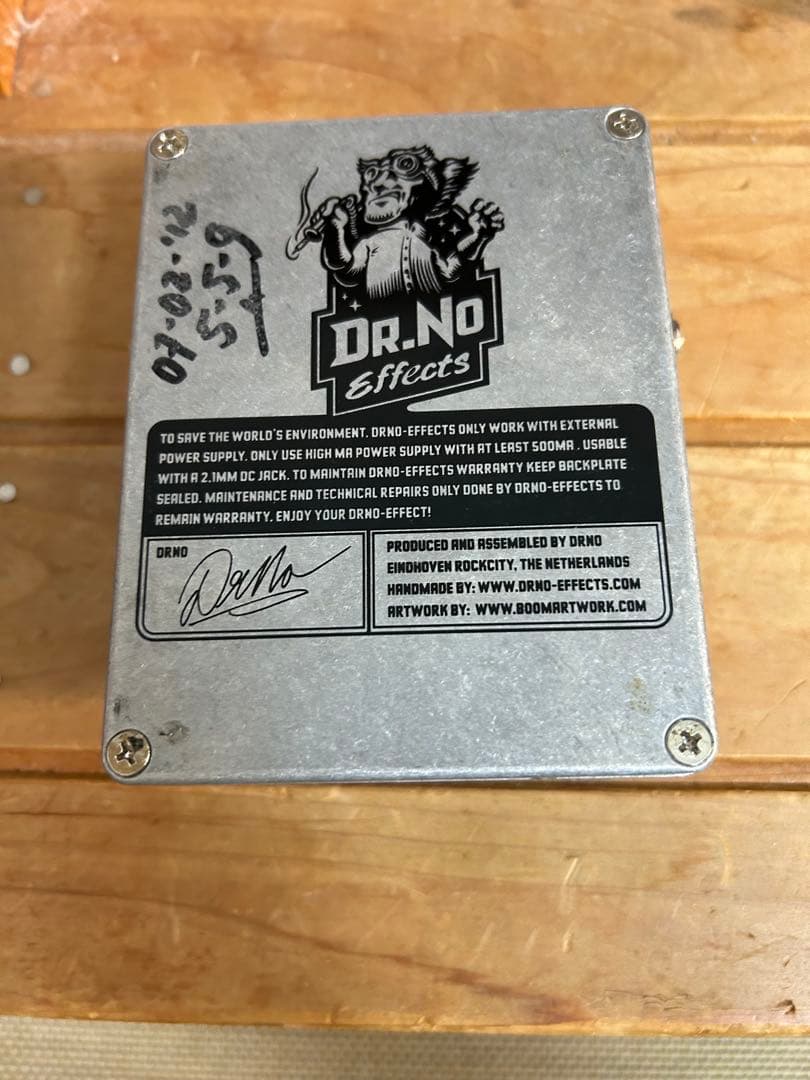 07-02-'12
5-5-9
DR.NO
Effects
TO SAVE THE WORLD'S ENVIRONMENT. DRNO-EFFECTS ONLY WORK WITH EXTERNAL
POWER SUPPLY. ONLY USE HIGH MA POWER SUPPLY WITH AT LEAST 500MA . USABLE
WITH A 2.1MM DC JACK. TO MAINTAIN DRNO-EFFECTS WARRANTY KEEP BACKPLATE
SEALED. MAINTENANCE AND TECHNICAL REPAIRS ONLY DONE BY DRNO-EFFECTS TO
REMAIN WARRANTY. ENJOY YOUR DRNO-EFFECT!
DRNO
DrNo
PRODUCED AND ASSEMBLED BY DRNO
EINDHOVEN ROCKCITY, THE NETHERLANDS
HANDMADE BY: WWW.DRNO-EFFECTS.COM
ARTWORK BY: WWW.BOOMARTWORK.COM